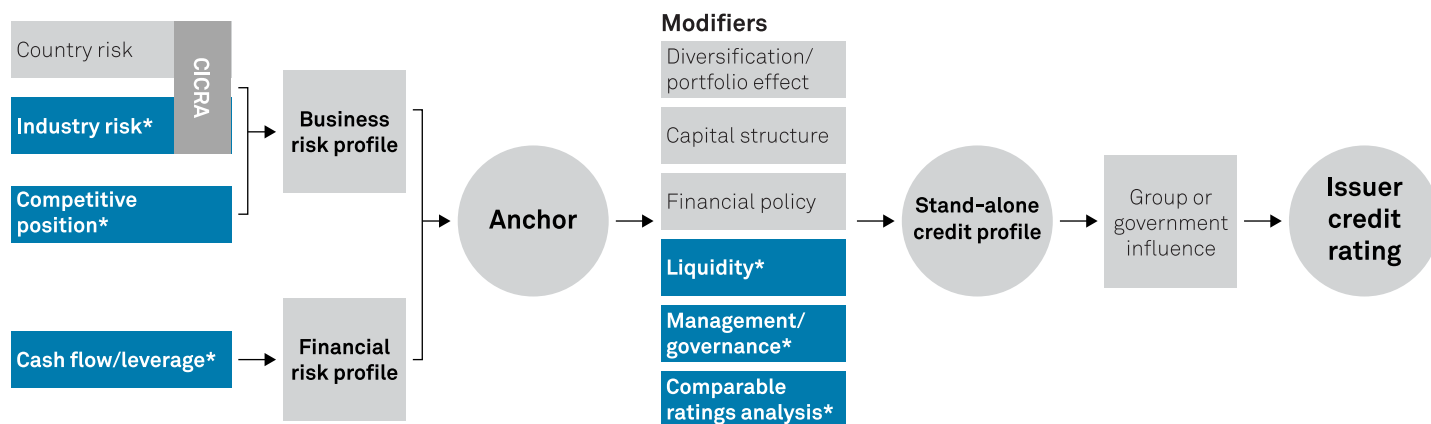 Country risk
CICRA
Industry risk*
Competitive
position*
Cash flow/leverage*
Business
risk profile
Financial
risk profile
Anchor
Modifiers
Diversification/
portfolio effect
Capital structure
Financial policy
Liquidity*
Management/
governance*
Comparable
ratings analysis*
Stand-alone
credit profile
Group or
government
influence
Issuer
credit
rating